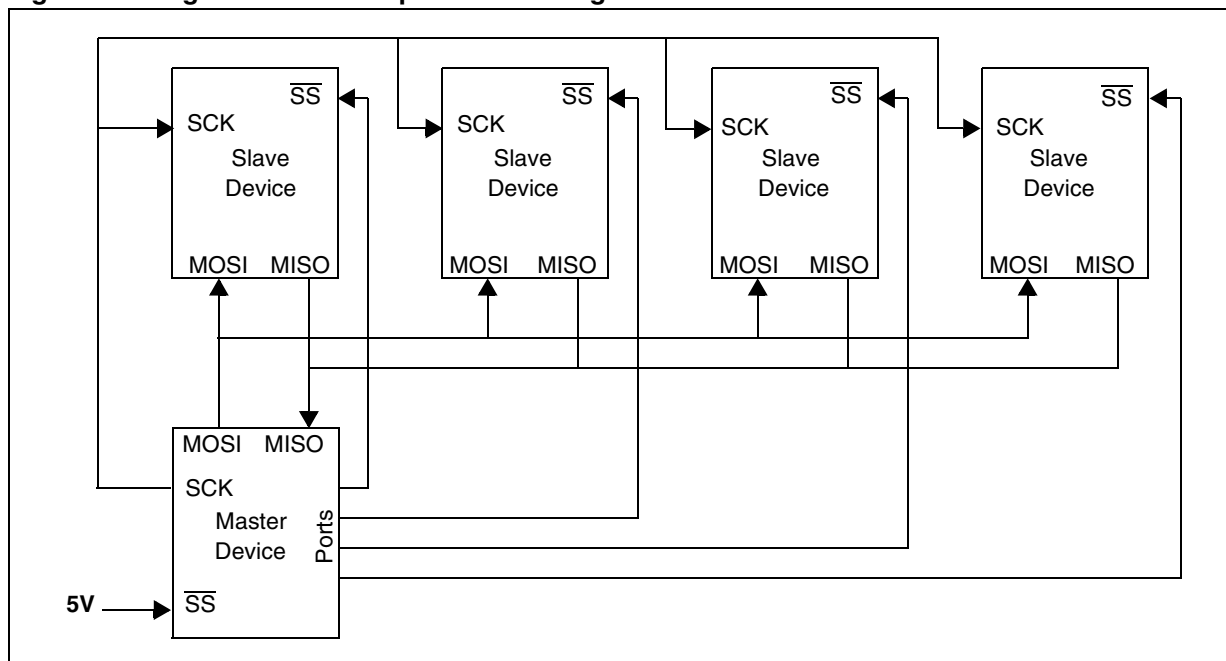 SS SS SS SS
SCK SCK SCK SCK
Slave Slave Slave Slave
Device Device Device Device
MOSI MISO MOSI MISO MOSI MISO MOSI MISO
MOSI MISO
SCK
Master
Device
Ports
5V SS